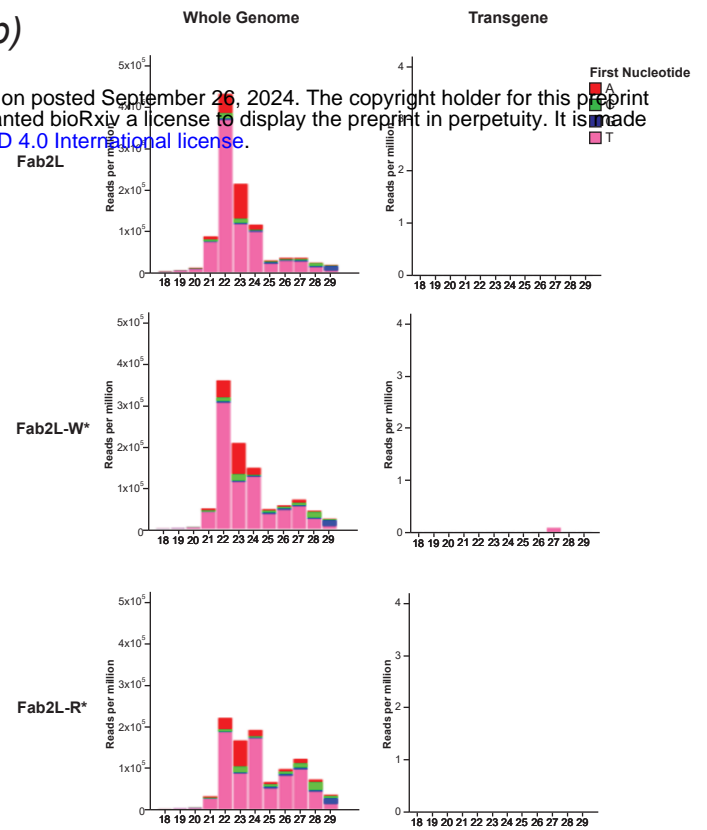 b)
Whole Genome
Transgene
First Nucleotide
A
T
on posted September 26, 2024. The copyright holder for this preprint
anted bioRxiv a license to display the preprint in perpetuity. It is made
D 4.0 International license.
Fab2L
Reads per million
5x10⁵
2x10⁵
1x10⁵
0
18 19 20 21 22 23 24 25 26 27 28 29
Reads per million
4
2
1
0
18 19 20 21 22 23 24 25 26 27 28 29
Fab2L-W*
Reads per million
5x10⁵
4x10⁵
3x10⁵
2x10⁵
1x10⁵
0
18 19 20 21 22 23 24 25 26 27 28 29
Reads per million
4
3
2
1
0
18 19 20 21 22 23 24 25 26 27 28 29
Fab2L-R*
Reads per million
5x10⁵
4x10⁵
3x10⁵
2x10⁵
1x10⁵
0
18 19 20 21 22 23 24 25 26 27 28 29
Reads per million
4
3
2
1
0
18 19 20 21 22 23 24 25 26 27 28 29